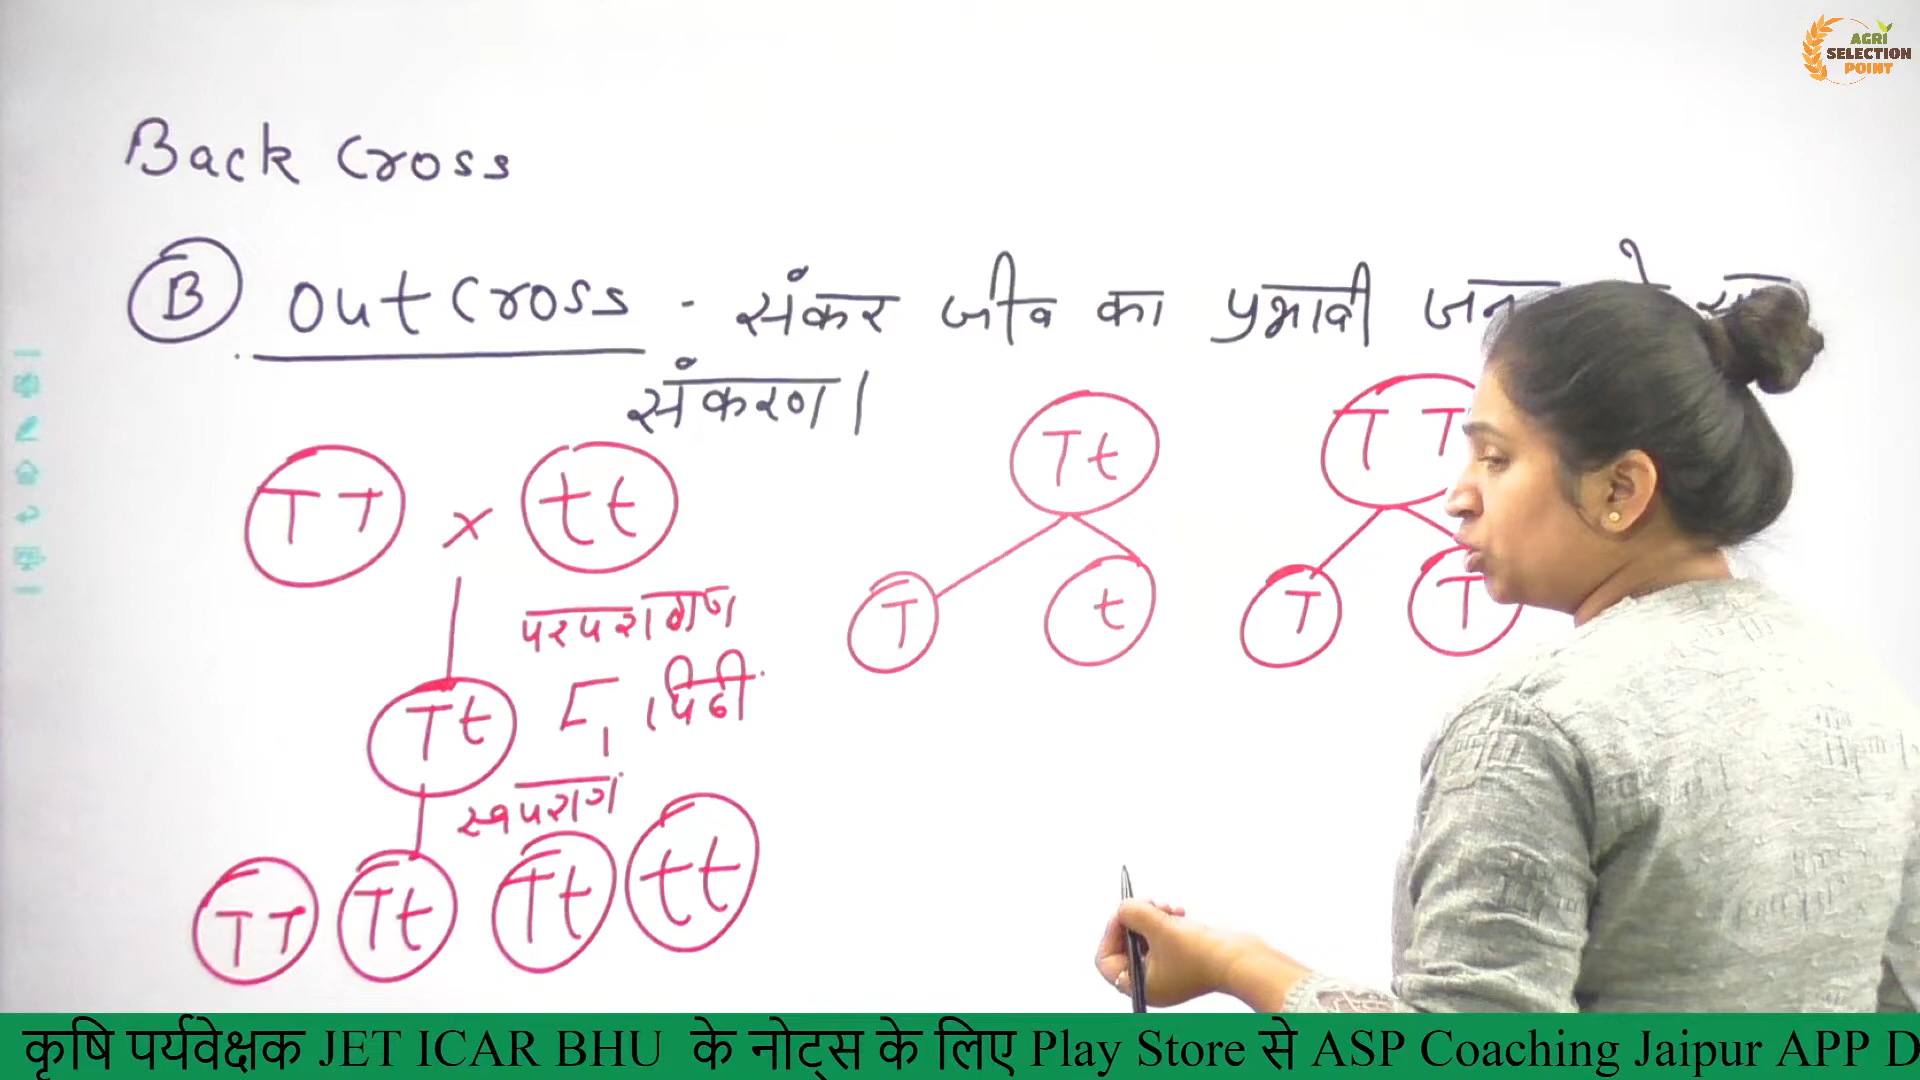 AGRI
SELECTION
POINT
Back Cross
B Out Cross - संकर जीव का प्रभावी
संकरण।
TT × tt
Tt
T T
परपरागण
T t
T
Tt F1 पिढी
स्वपराग
TT Tt Tt tt
कृषि पर्यवेक्षक JET ICAR BHU के नोट्स के लिए Play Store से ASP Coaching Jaipur APP D